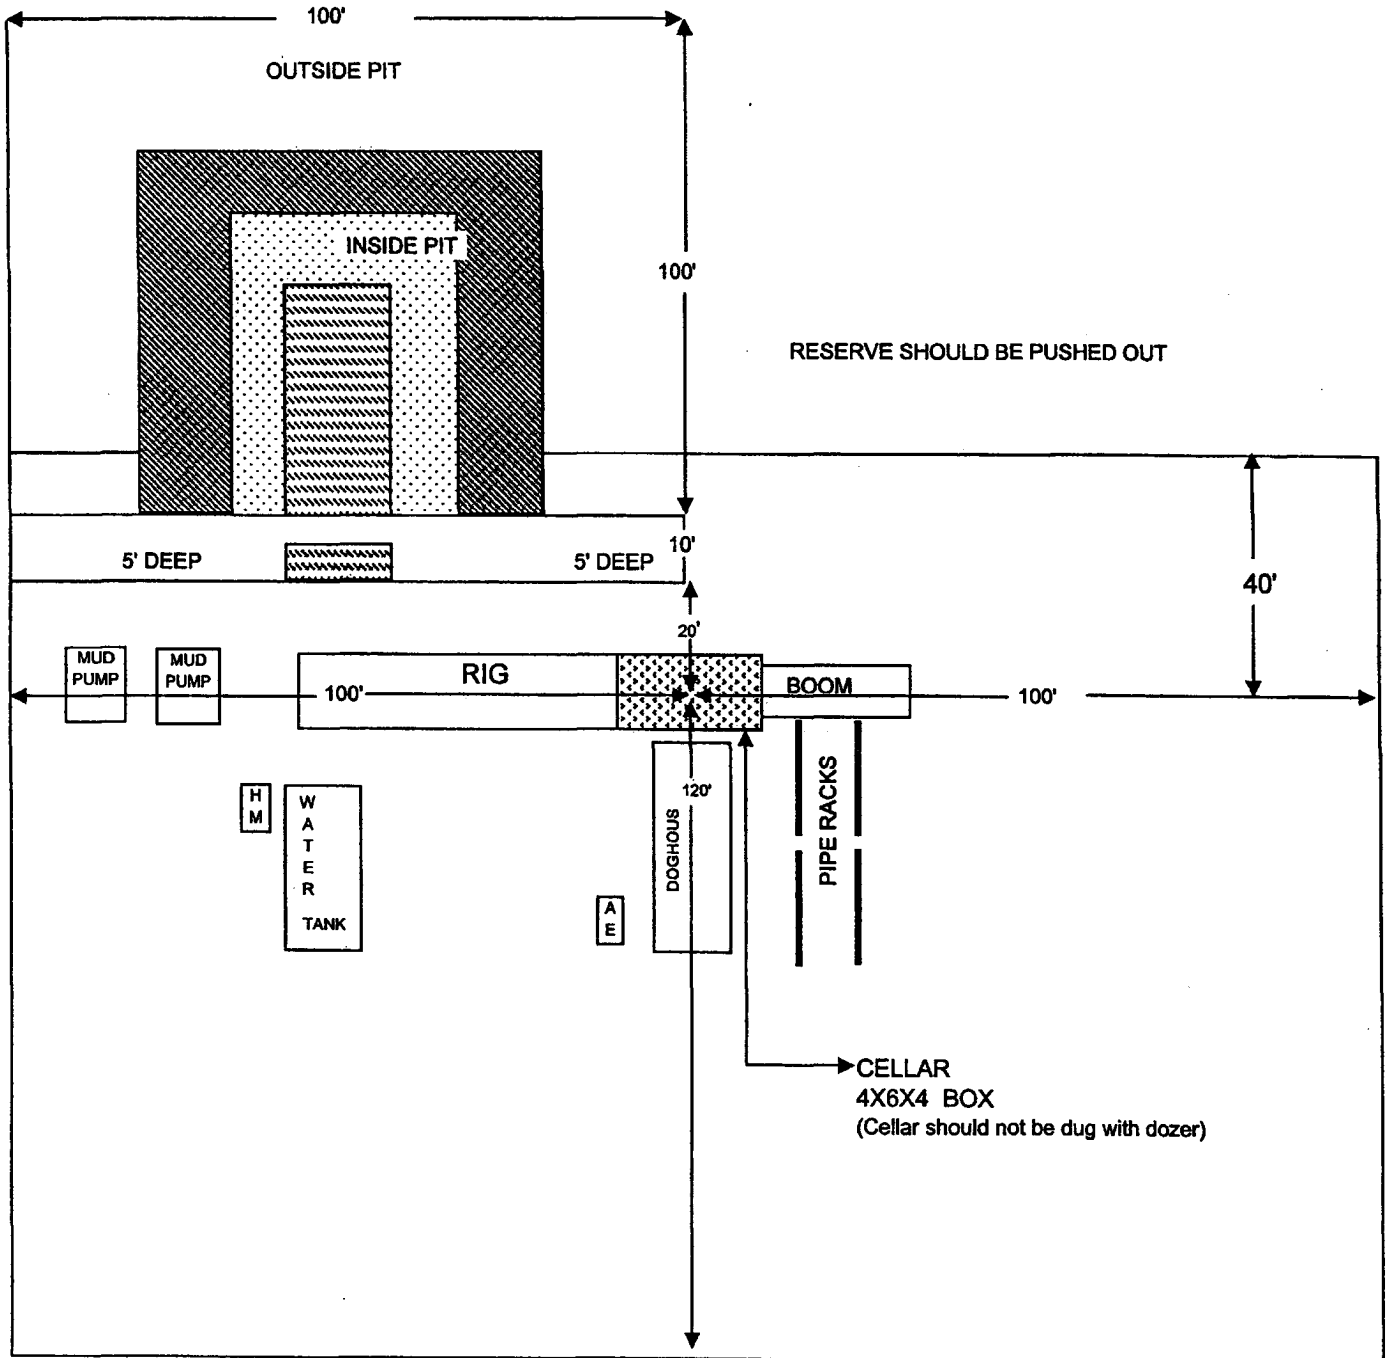 100'
OUTSIDE PIT
INSIDE PIT
100'
RESERVE SHOULD BE PUSHED OUT
10'
5' DEEP
5' DEEP
40'
20'
MUD
PUMP
MUD
PUMP
RIG
BOOM
100'
100'
120'
H
M
W
A
T
E
R
TANK
DOGHOUS
A
E
PIPE RACKS
CELLAR
4X6X4 BOX
(Cellar should not be dug with dozer)